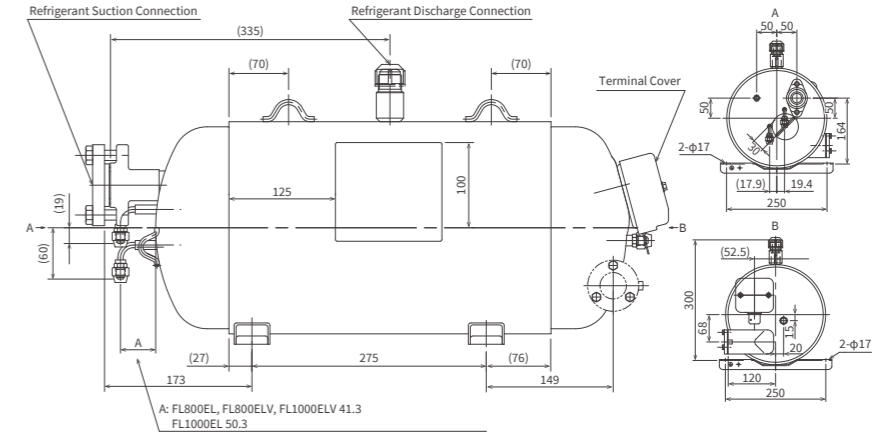 Refrigerant Suction Connection
Refrigerant Discharge Connection
(335)
(70)
(70)
Terminal Cover
125
100
(19)
(60)
A
B
A
(27)
275
(76)
173
149
A: FL800EL, FL800ELV, FL1000ELV 41.3
FL1000EL 50.3
A
50
50
50
50
164
30
2-φ17
(17.9)
19.4
250
B
(52.5)
300
68
15
20
2-φ17
120
250